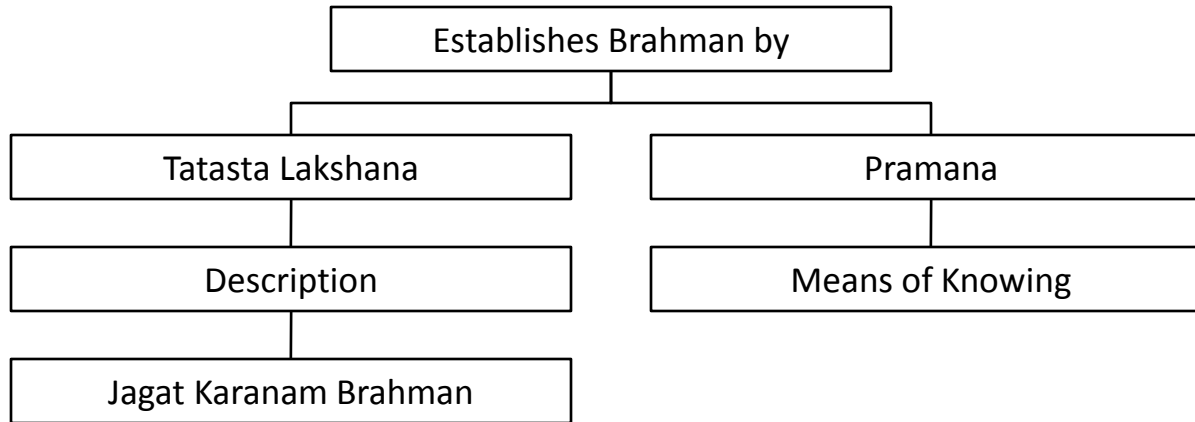 Establishes Brahman by
Tatasta Lakshana
Pramana
Description
Means of Knowing
Jagat Karanam Brahman